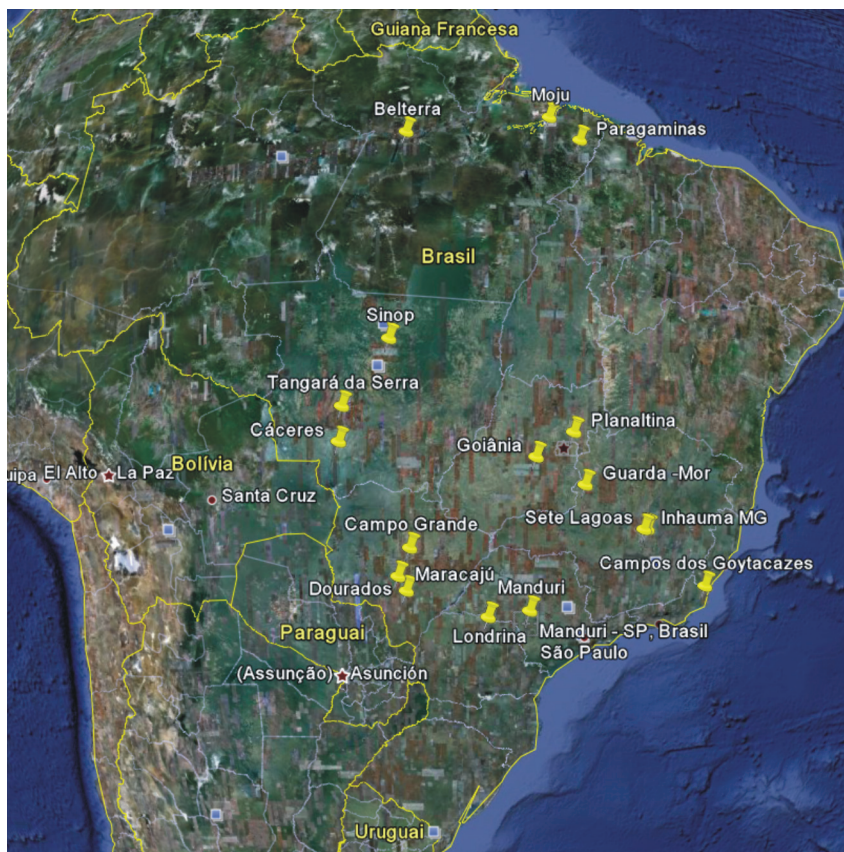 Guiana Francesa
Moju
Belterra
Paragaminas
Brasil
Sinop
Tangará da Serra
Cáceres
Planaltina
Goiânia
Bolívia
uipa El Alto La Paz
Guarda -Mor
Santa Cruz
Sete Lagoas Inhauma MG
Campo Grande
Campos dos Goytacazes
Maracajú
Dourados
Manduri
Paraguai
Londrina
Manduri - SP, Brasil
São Paulo
(Assunção) Asunción
Uruguai